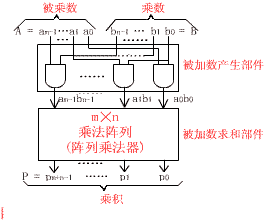 被乘数 乘数
A = am-1 ··· a1 a0 bn-1 ··· b1 b0 = B
······
被加数产生部件
am-1bn-1 a1b1 a0b0
m×n
乘法阵列
(阵列乘法器)
被加数求和部件
······
P = pm+n-1 ······ p1 p0
乘积